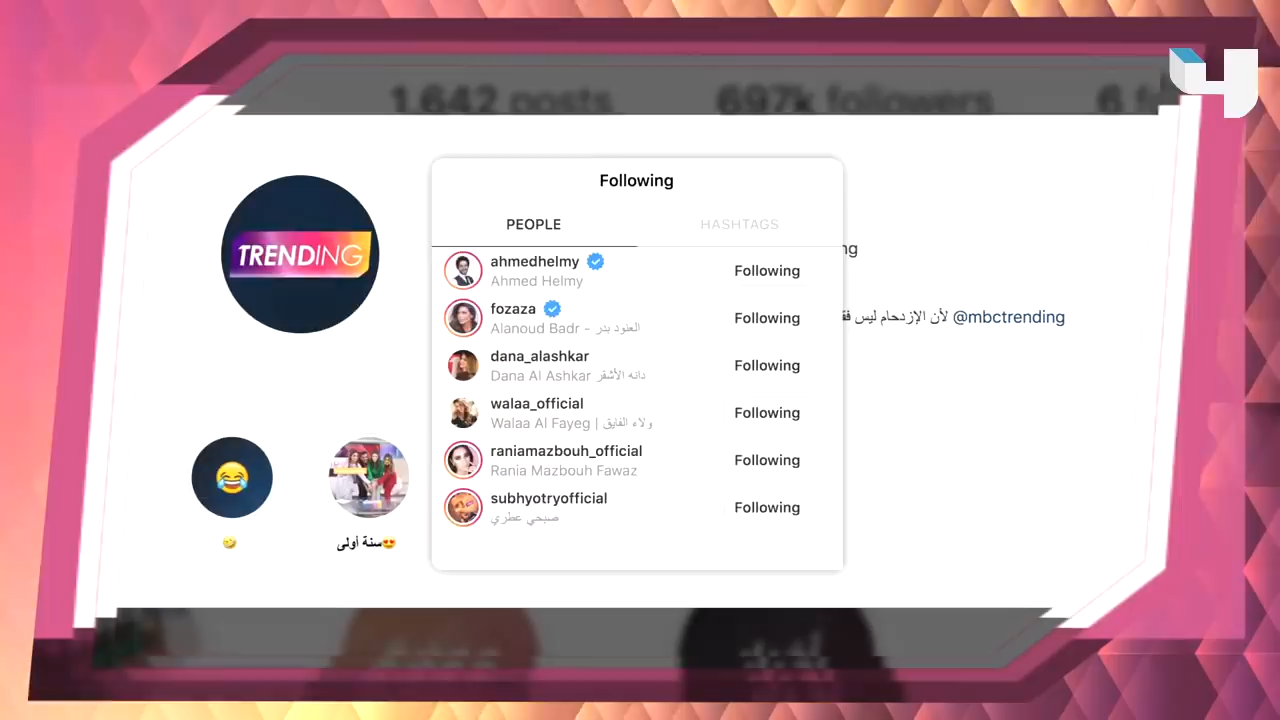 1.642 posts 697k followers 6
TRENDING
Following
PEOPLE HASHTAGS
ahmedhelmy
Ahmed Helmy
Following
fozaza
Alanoud Badr - العنود بدر
Following
dana_alashkar
Dana Al Ashkar دانه الأشقر
Following
walaa_official
Walaa Al Fayeg | ولاء الفايق
Following
raniamazbouh_official
Rania Mazbouh Fawaz
Following
subhyotryofficial
صبحي عطري
Following
@mbctrending لأن الإزدحام ليس
سنة أولى